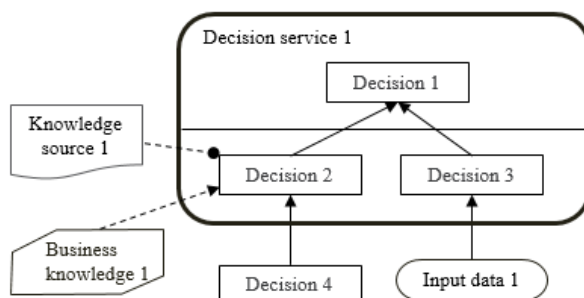 Decision service 1
Decision 1
Knowledge
source 1
Decision 2
Decision 3
Business
knowledge 1
Decision 4
Input data 1